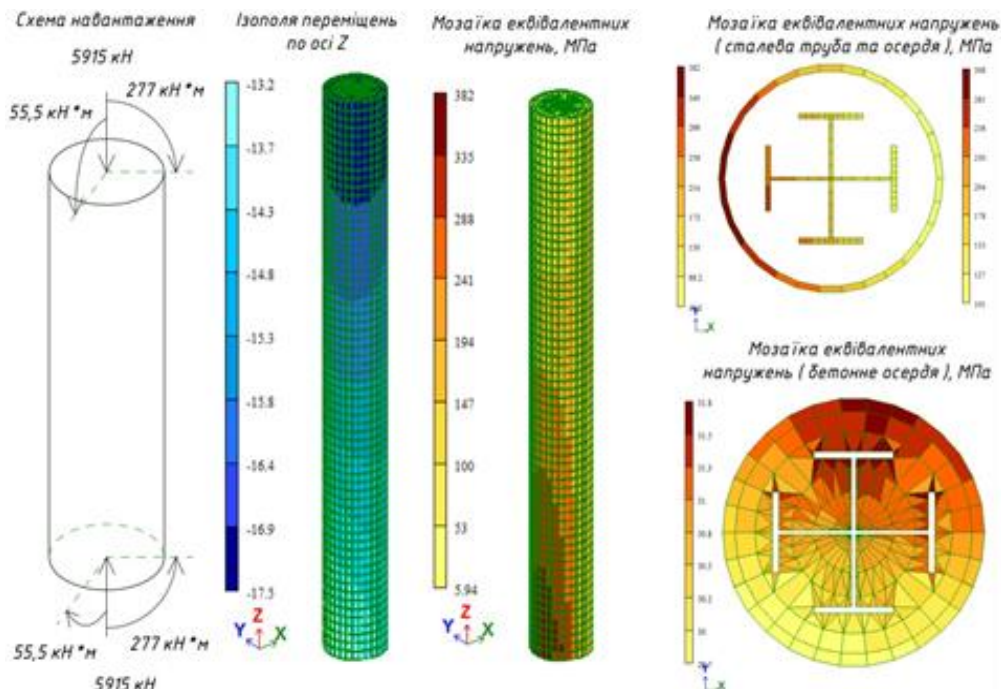 Схема навантаження
5915 кН
55,5 кН*м
277 кН*м
55,5 кН*м
277 кН*м
5915 кН
Ізополя переміщень
по осі Z
-13.2
-13.7
-14.3
-14.8
-15.3
-15.8
-16.4
-16.9
-17.5
Y
Z
X
Мозаїка еквівалентних
напружень, МПа
382
335
288
241
194
147
100
53
5.94
Y
Z
X
Мозаїка еквівалентних напружень
( сталева труба та осердя ), МПа
Y
X
Мозаїка еквівалентних
напружень ( бетонне осердя ), МПа
Y
X